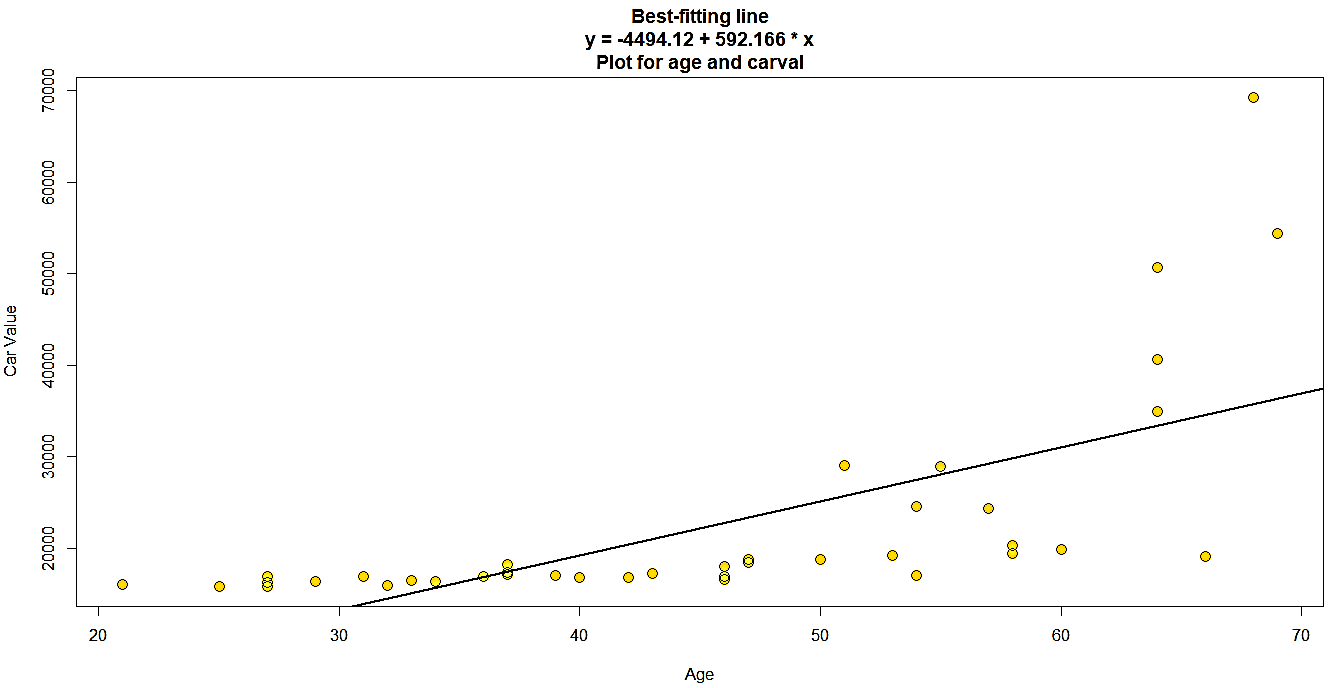 Best-fitting line
y = -4494.12 + 592.166 * x
Plot for age and carval
Car Value
70000
60000
50000
40000
30000
20000
20 30 40 50 60 70
Age